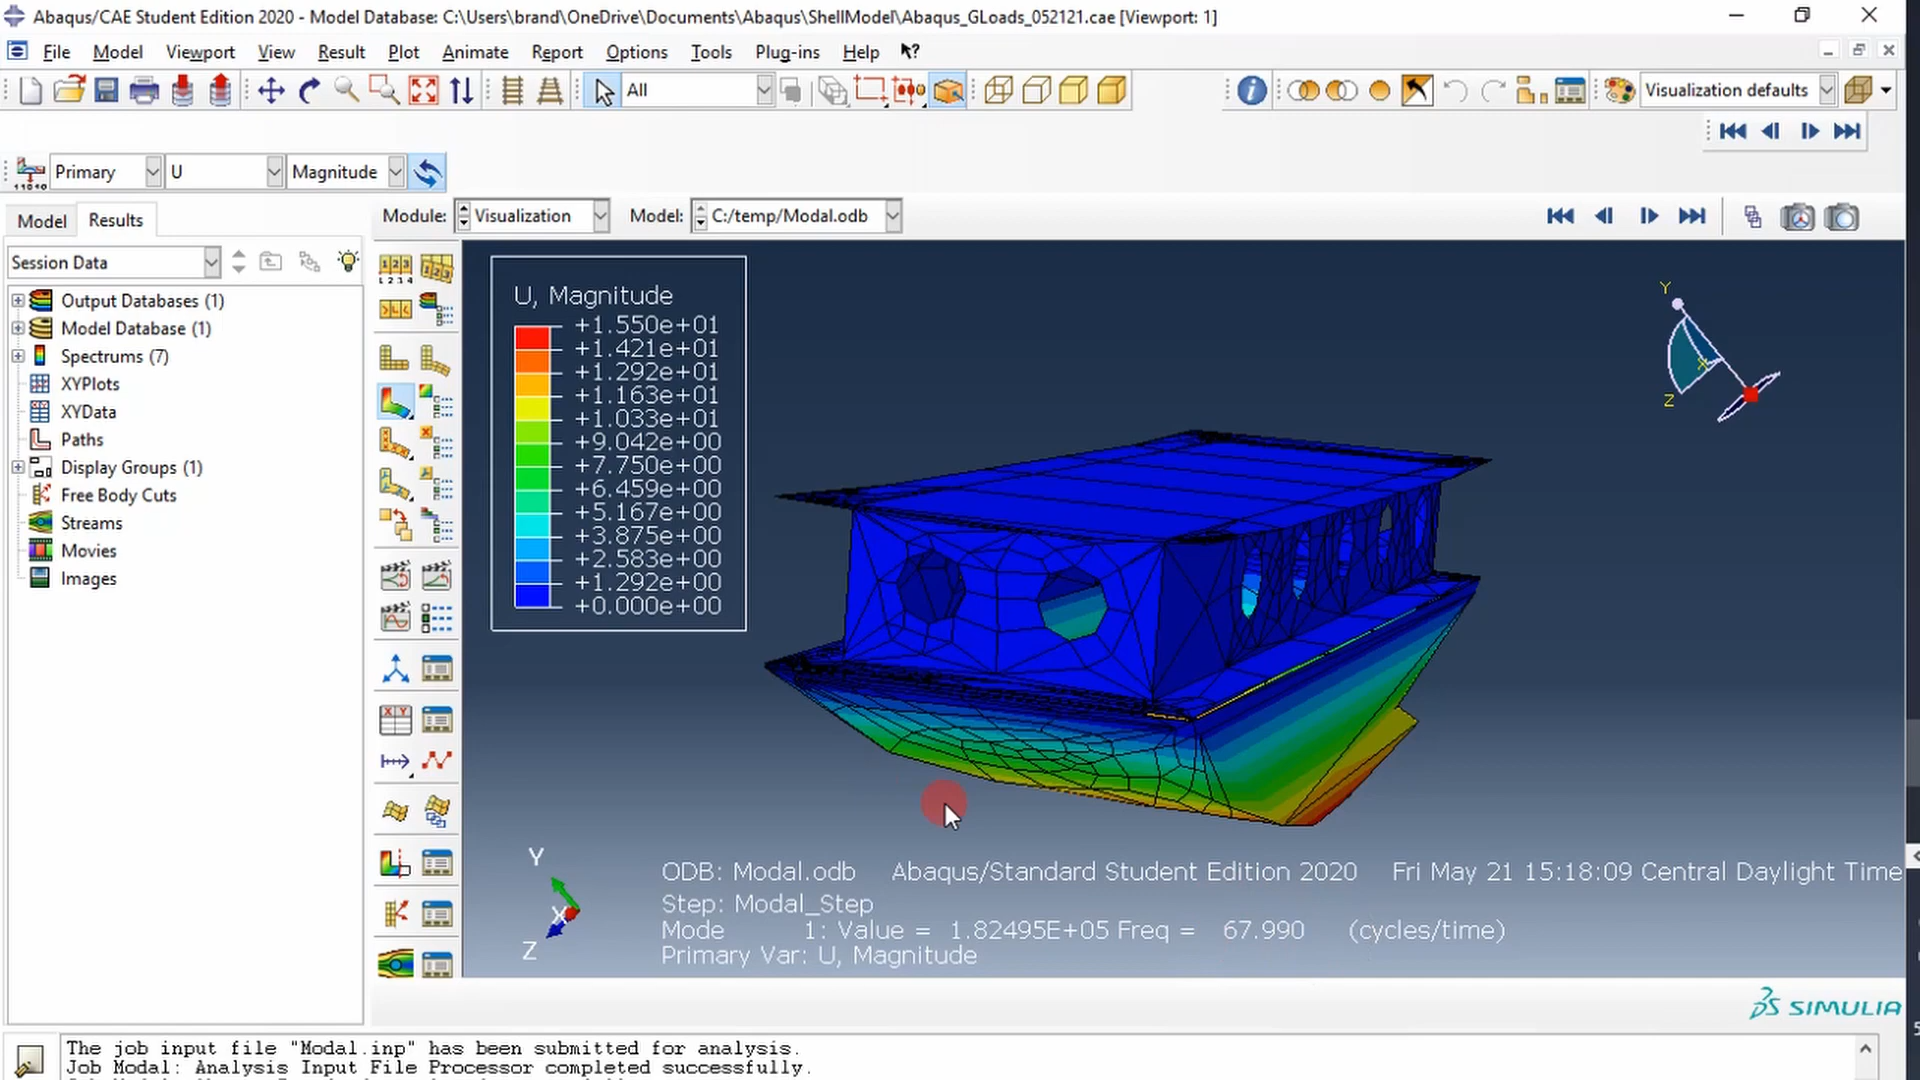 Abaqus/CAE Student Edition 2020 - Model Database: C:\Users\brand\OneDrive\Documents\Abaqus\ShellModel\Abaqus_GLoads_052121.cae [Viewport: 1]
File Model Viewport View Result Plot Animate Report Options Tools Plug-ins Help
All
Visualization defaults
Primary U Magnitude
Model Results
Module: Visualization Model: C:/temp/Modal.odb
Session Data
Output Databases (1)
Model Database (1)
Spectrums (7)
XYPlots
XYData
Paths
Display Groups (1)
Free Body Cuts
Streams
Movies
Images
U, Magnitude
+1.550e+01
+1.421e+01
+1.292e+01
+1.163e+01
+1.033e+01
+9.042e+00
+7.750e+00
+6.459e+00
+5.167e+00
+3.875e+00
+2.583e+00
+1.292e+00
+0.000e+00
Y
X
Z
Y
X
Z
ODB: Modal.odb Abaqus/Standard Student Edition 2020 Fri May 21 15:18:09 Central Daylight Time
Step: Modal_Step
Mode 1: Value = 1.82495E+05 Freq = 67.990 (cycles/time)
Primary Var: U, Magnitude
SIMULIA
The job input file "Modal.inp" has been submitted for analysis.
Job Modal: Analysis Input File Processor completed successfully.